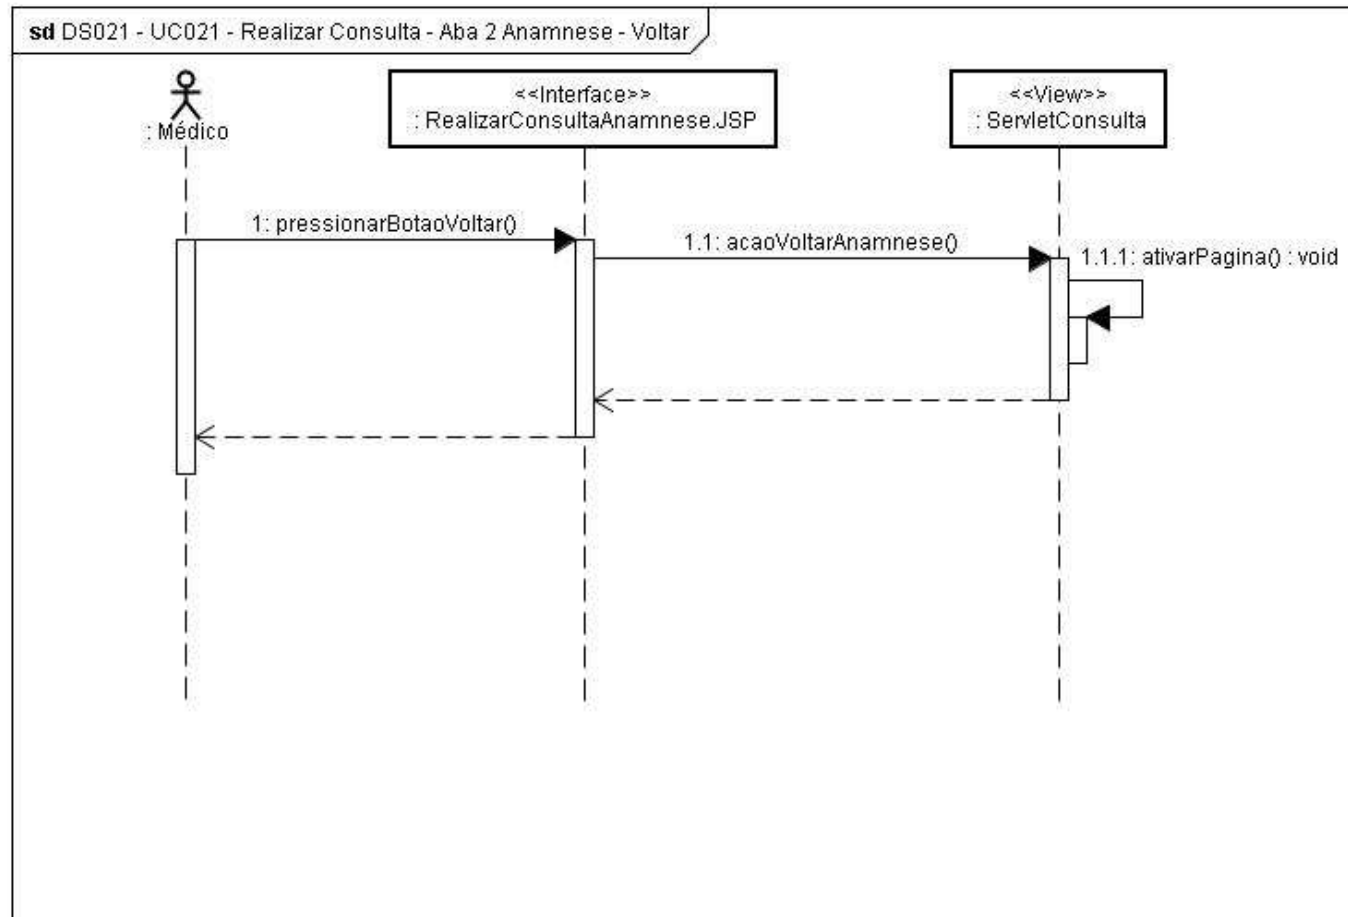 sd DS021 - UC021 - Realizar Consulta - Aba 2 Anamnese - Voltar
: Médico
<<Interface>>
: RealizarConsultaAnamnese.JSP
<<View>>
: ServletConsulta
1: pressionarBotaoVoltar()
1.1: acaoVoltarAnamnese()
1.1.1: ativarPagina() : void